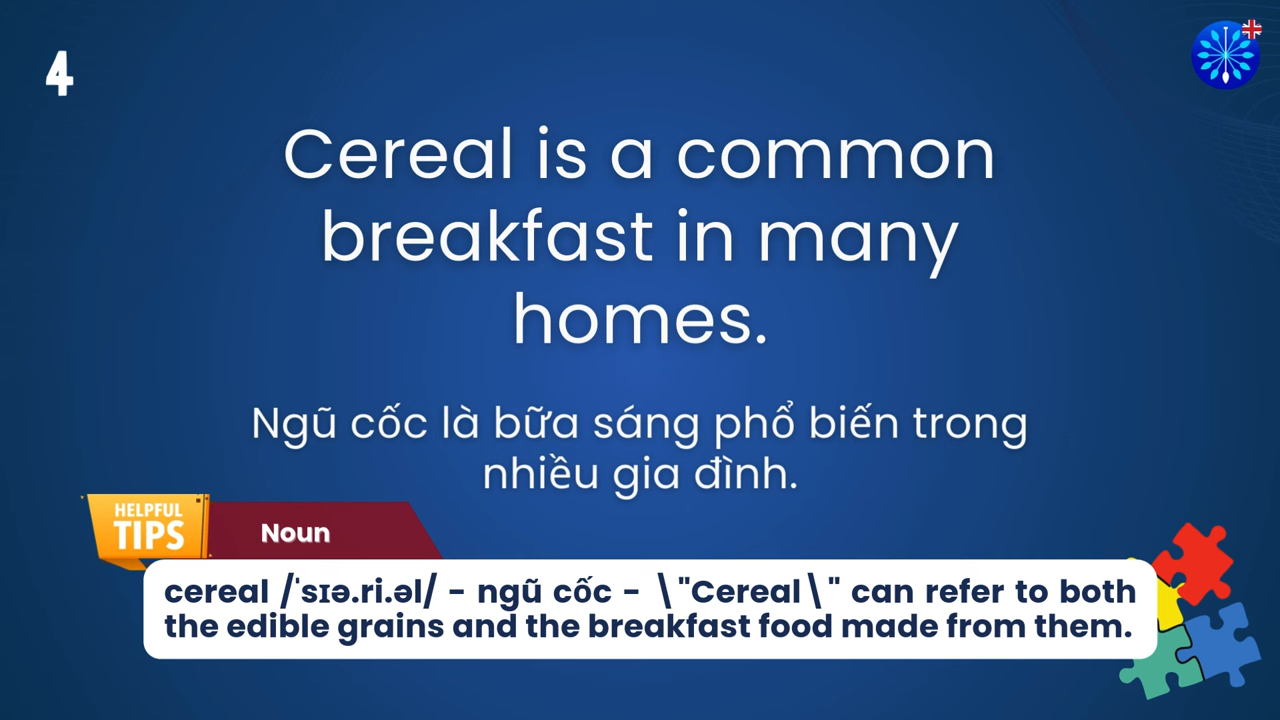 4
Cereal is a common
breakfast in many
homes.
Ngũ cốc là bữa sáng phổ biến trong
nhiều gia đình.
HELPFUL
TIPS
Noun
cereal /ˈsɪə.ri.əl/ - ngũ cốc - \"Cereal\" can refer to both
the edible grains and the breakfast food made from them.